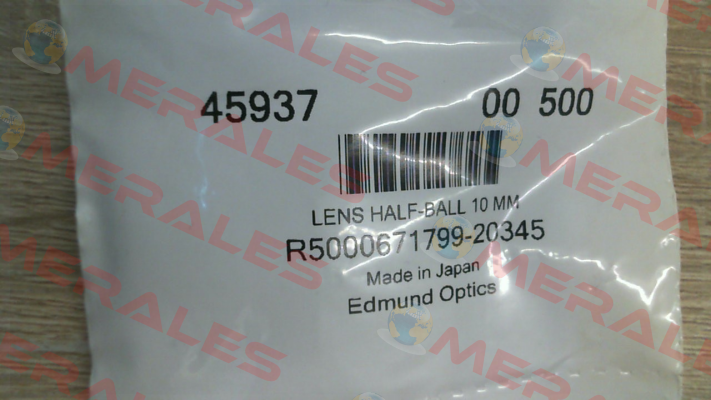 45937 00 500
LENS HALF-BALL 10 MM
R5000671799-20345
Made in Japan
Edmund Optics
MERALES
MERALES
MERALES
MERALES
MERALES